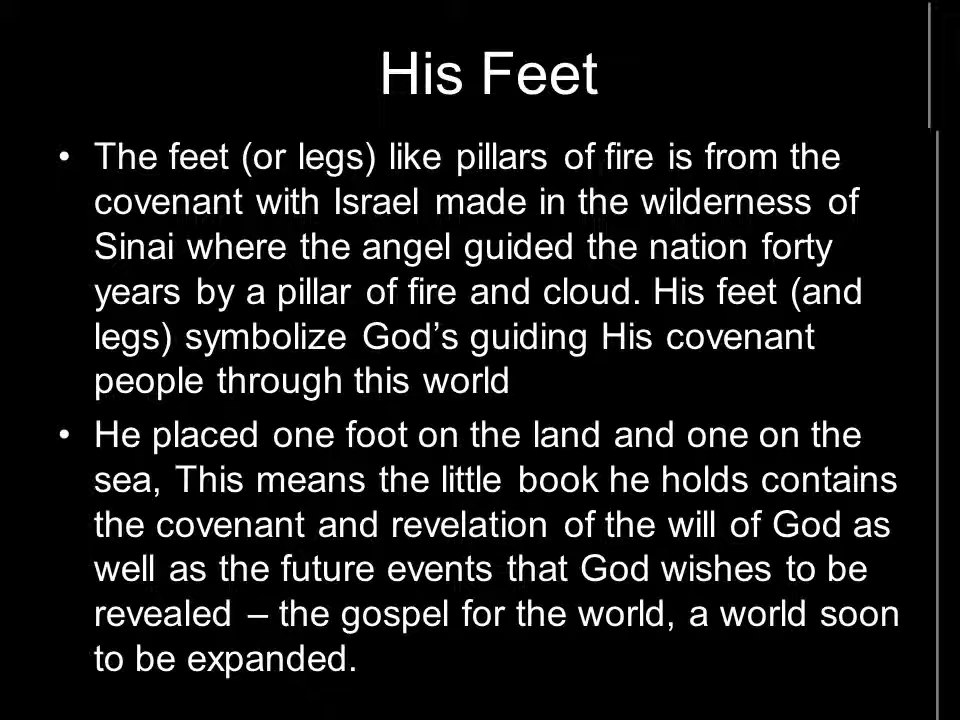 His Feet
• The feet (or legs) like pillars of fire is from the
covenant with Israel made in the wilderness of
Sinai where the angel guided the nation forty
years by a pillar of fire and cloud. His feet (and
legs) symbolize God’s guiding His covenant
people through this world
• He placed one foot on the land and one on the
sea, This means the little book he holds contains
the covenant and revelation of the will of God as
well as the future events that God wishes to be
revealed – the gospel for the world, a world soon
to be expanded.